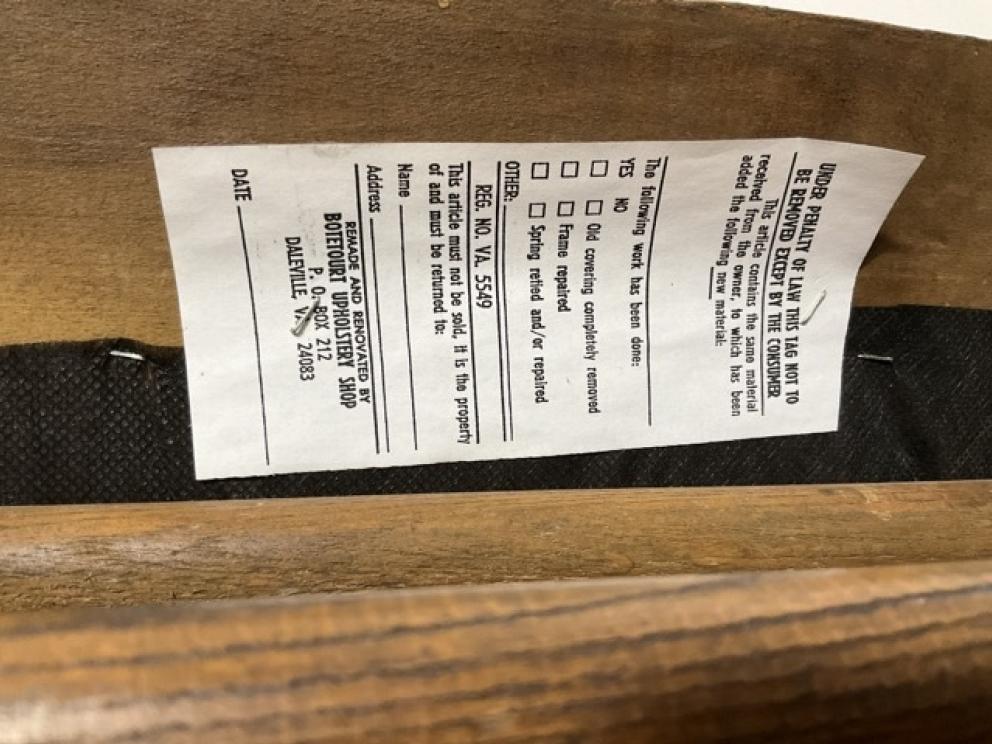 UNDER PENALTY OF LAW THIS TAG NOT TO
BE REMOVED EXCEPT BY THE CONSUMER
This article contains the same material
received from the owner, to which has been
added the following new material:
The following work has been done:
YES NO
☐ ☐ Old covering completely removed
☐ ☐ Frame repaired
☐ ☐ Spring retied and/or repaired
OTHER:
REG. NO. VA. 5549
This article must not be sold, it is the property
of and must be returned to:
Name
Address
REMADE AND RENOVATED BY
BOTETOURT UPHOLSTERY SHOP
P. O. BOX 212
DALEVILLE, VA. 24083
DATE